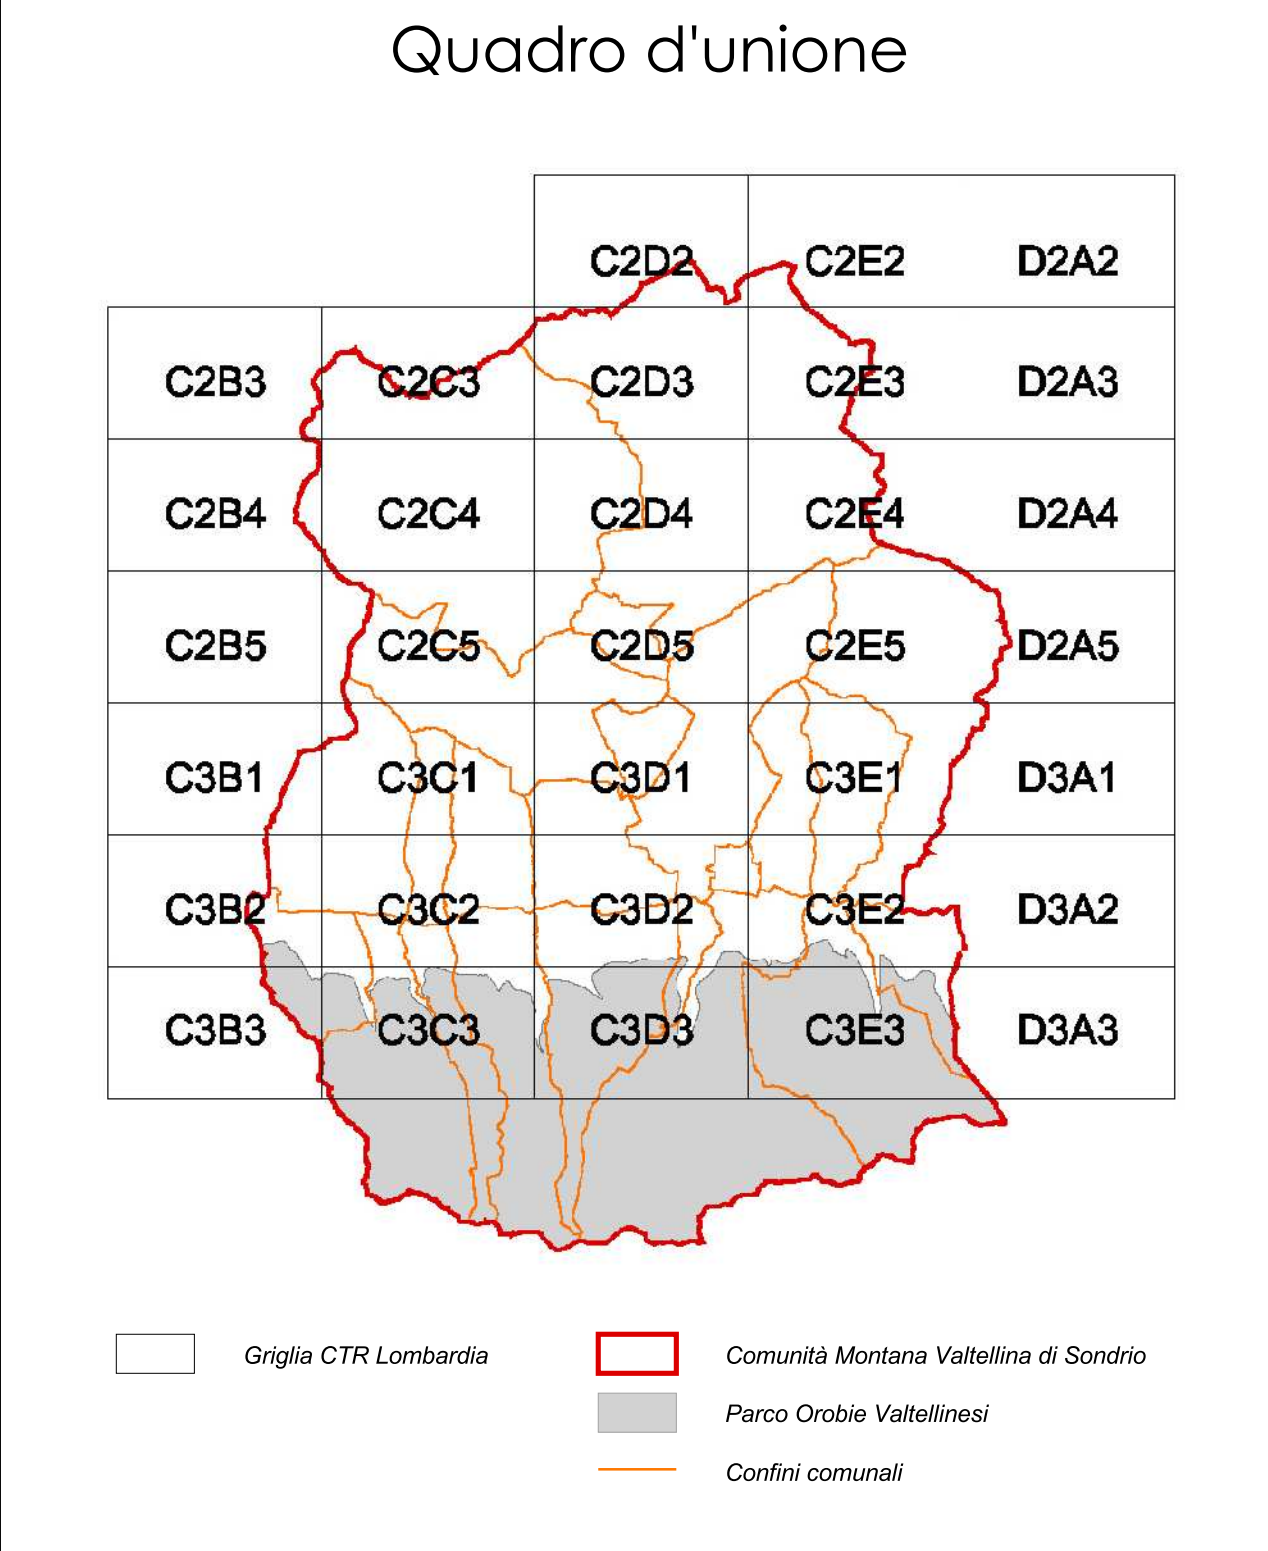 Quadro d'unione
C2D2 C2E2 D2A2
C2B3 C2C3 C2D3 C2E3 D2A3
C2B4 C2C4 C2D4 C2E4 D2A4
C2B5 C2C5 C2D5 C2E5 D2A5
C3B1 C3C1 C3D1 C3E1 D3A1
C3B2 C3C2 C3D2 C3E2 D3A2
C3B3 C3C3 C3D3 C3E3 D3A3
Griglia CTR Lombardia
Comunità Montana Valtellina di Sondrio
Parco Orobie Valtellinesi
Confini comunali